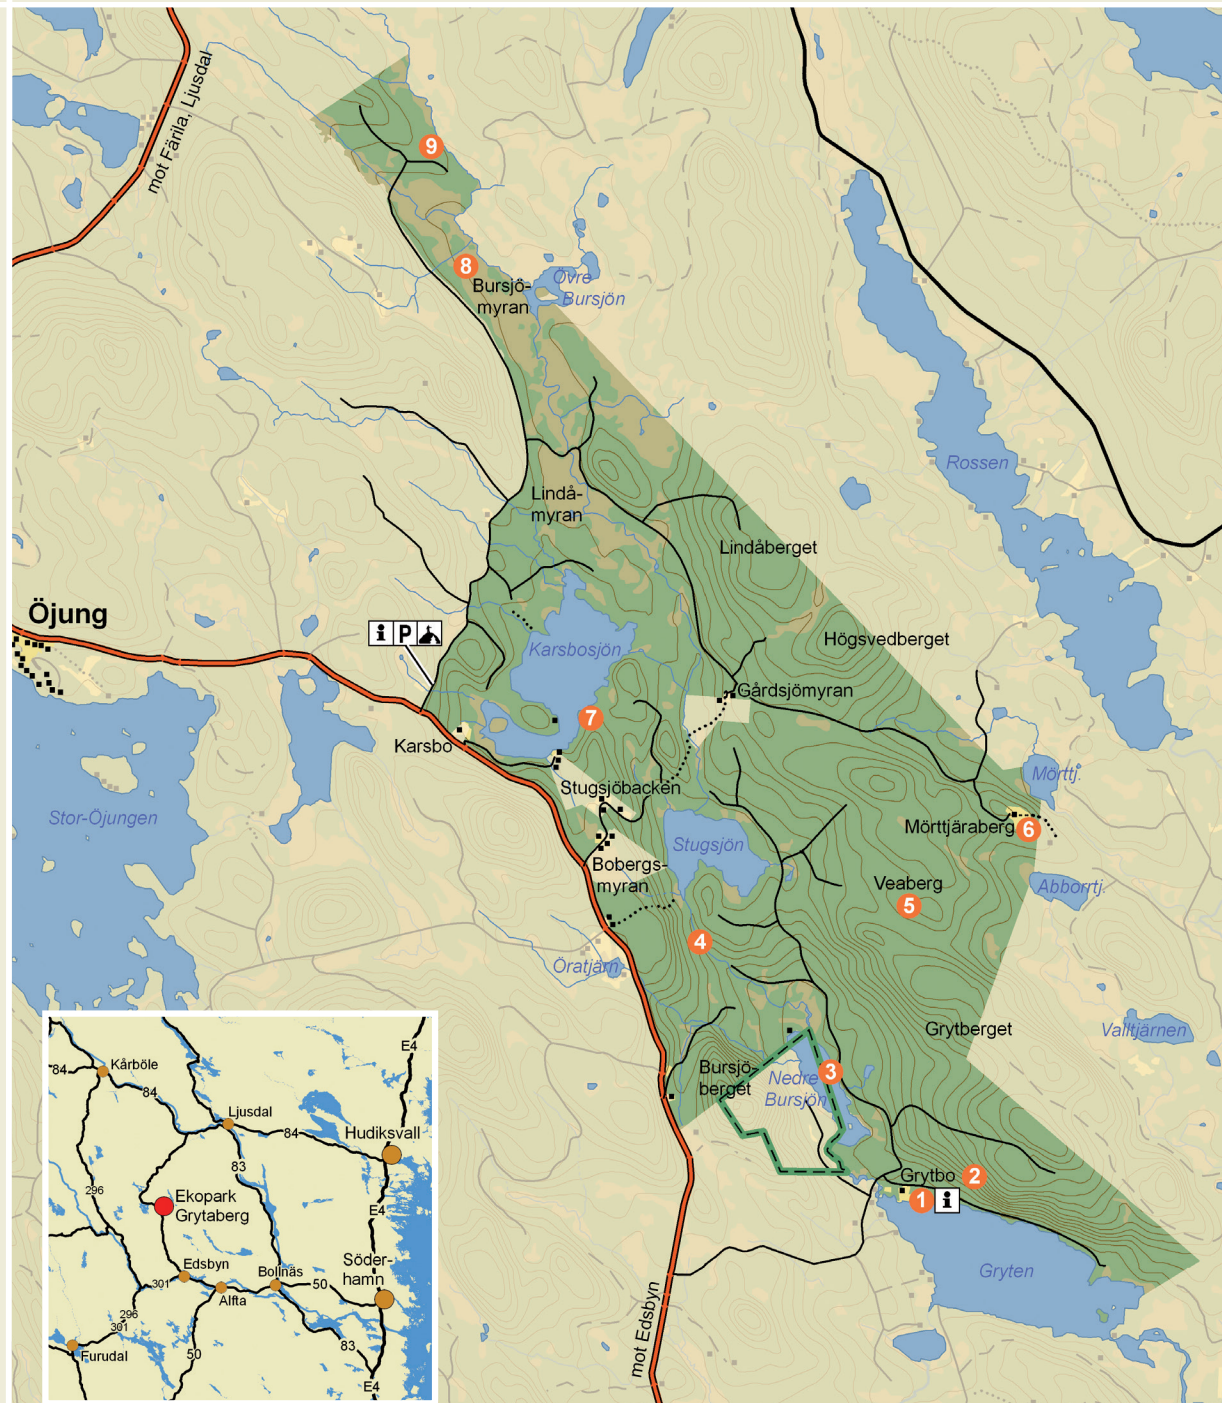 mot Färila, Ljusdal
9
8
Bursjö-
myran
Övre
Bursjön
Rossen
Lindå-
myran
Lindåberget
Öjung
i P
Karsbosjön
Högsvedberget
Gårdsjömyran
7
Karsbo
Stugsjöbacken
Mörttj.
Stor-Öjungen
Stugsjön
Mörttjäraberg
6
Bobergs-
myran
Veaberg
Abborrtj.
5
4
Öratjärn
Grytberget
Valltjärnen
Bursjö-
berget
Nedre
Bursjön
3
Grytbo
2
1
i
Gryten
mot Edsbyn
E4
84
Kårböle
84
Ljusdal
84
Hudiksvall
83
296
Ekopark
Grytaberg
E4
Söder-
hamn
Edsbyn
Bollnäs
50
301
Alfta
296
301
83
Furudal
50
E4